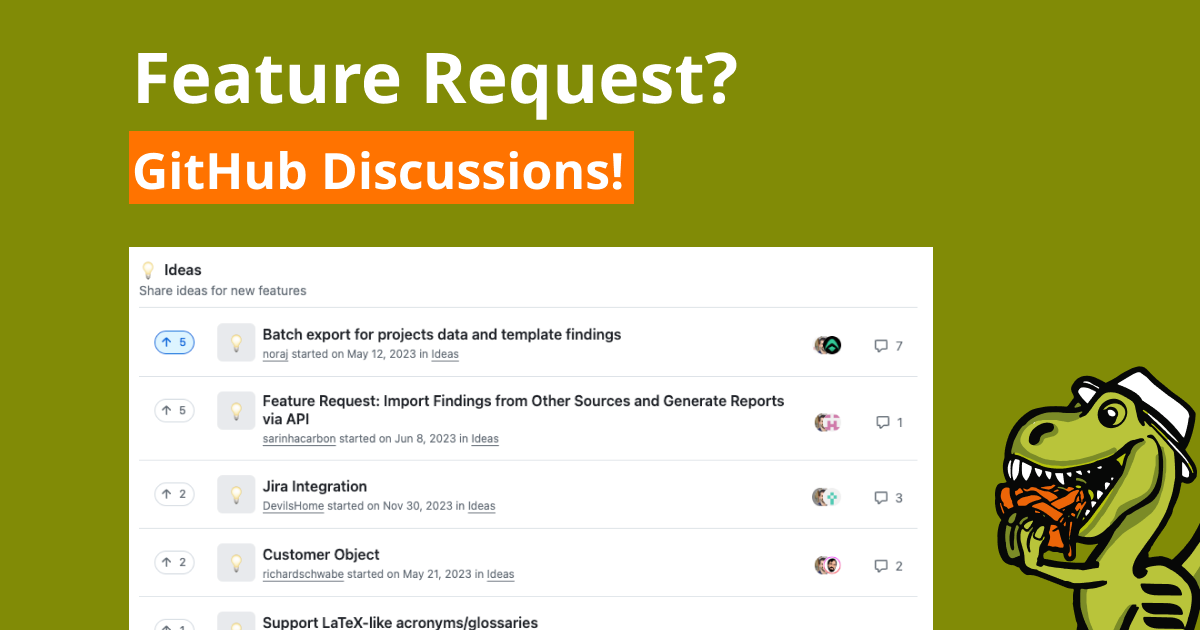 Feature Request?
GitHub Discussions!
Ideas
Share ideas for new features
5
Batch export for projects data and template findings
noraj started on May 12, 2023 in Ideas
7
5
Feature Request: Import Findings from Other Sources and Generate Reports
via API
sarinhacarbon started on Jun 8, 2023 in Ideas
1
2
Jira Integration
DevilsHome started on Nov 30, 2023 in Ideas
3
2
Customer Object
richardschwabe started on May 21, 2023 in Ideas
2
1
Support LaTeX-like acronyms/glossaries